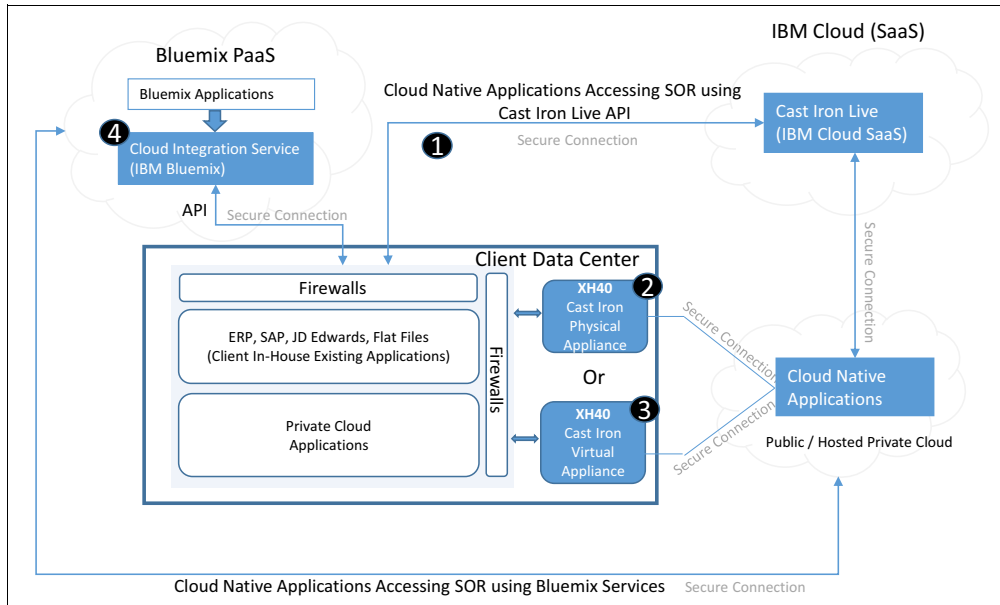 IBM Cloud (SaaS)
Bluemix PaaS
Bluemix Applications
4
Cloud Integration Service
(IBM Bluemix)
API
Secure Connection
Cloud Native Applications Accessing SOR using
Cast Iron Live API
1
Secure Connection
Cast Iron Live
(IBM Cloud SaaS)
Secure Connection
Client Data Center
Firewalls
ERP, SAP, JD Edwards, Flat Files
(Client In-House Existing Applications)
Private Cloud
Applications
Firewalls
XH40
2
Cast Iron
Physical
Appliance
Or
XH40
3
Cast Iron
Virtual
Appliance
Secure Connection
Secure Connection
Cloud Native
Applications
Public / Hosted Private Cloud
Cloud Native Applications Accessing SOR using Bluemix Services
Secure Connection